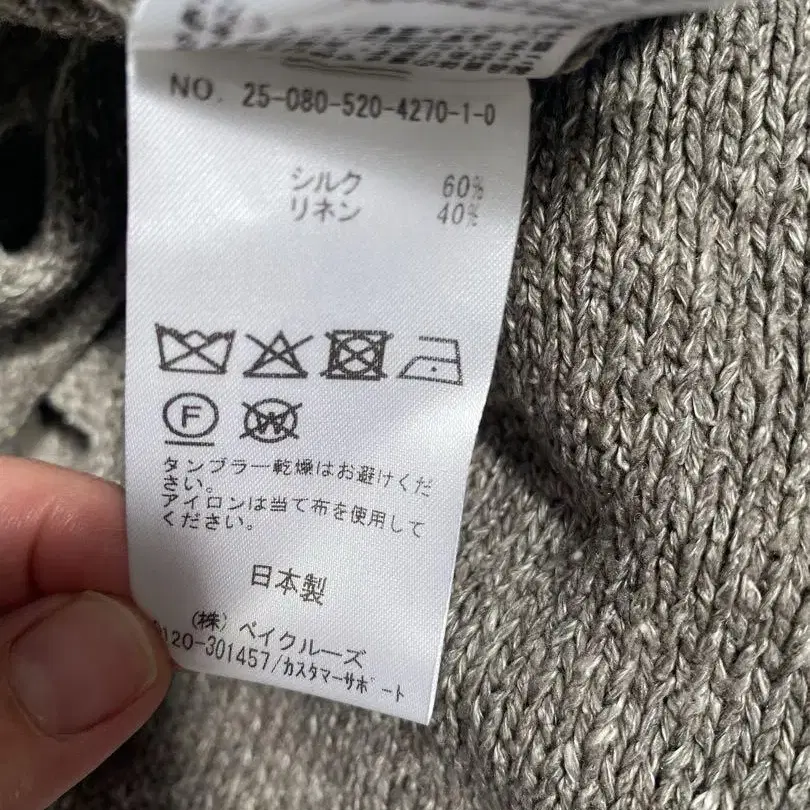 NO. 25-080-520-4270-1-0
シルク 60%
リネン 40%
F
W
タンブラー乾燥はお避けくだ
さい。
アイロンは当て布を使用して
ください。
日本製
(株) ベイクルーズ
0120-301457/カスタマーサポート